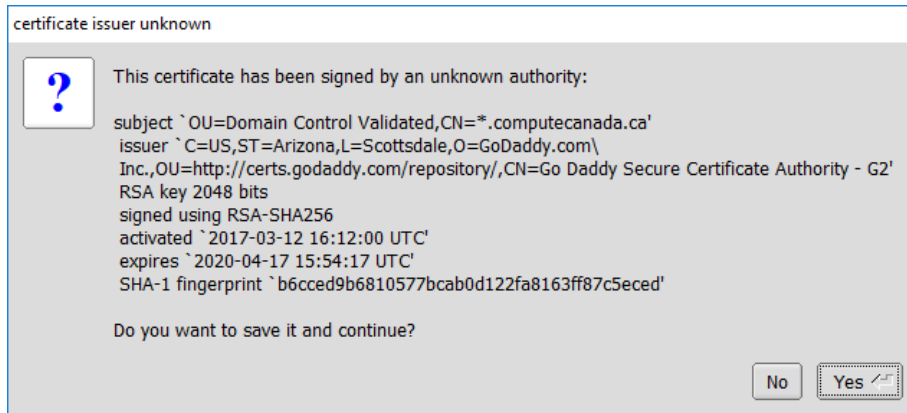 certificate issuer unknown
?
This certificate has been signed by an unknown authority:
subject `OU=Domain Control Validated,CN=*.computecanada.ca'
issuer `C=US,ST=Arizona,L=Scottsdale,O=GoDaddy.com\
Inc.,OU=http://certs.godaddy.com/repository/,CN=Go Daddy Secure Certificate Authority - G2'
RSA key 2048 bits
signed using RSA-SHA256
activated `2017-03-12 16:12:00 UTC'
expires `2020-04-17 15:54:17 UTC'
SHA-1 fingerprint `b6cced9b6810577bcab0d122fa8163ff87c5eced'
Do you want to save it and continue?
No Yes